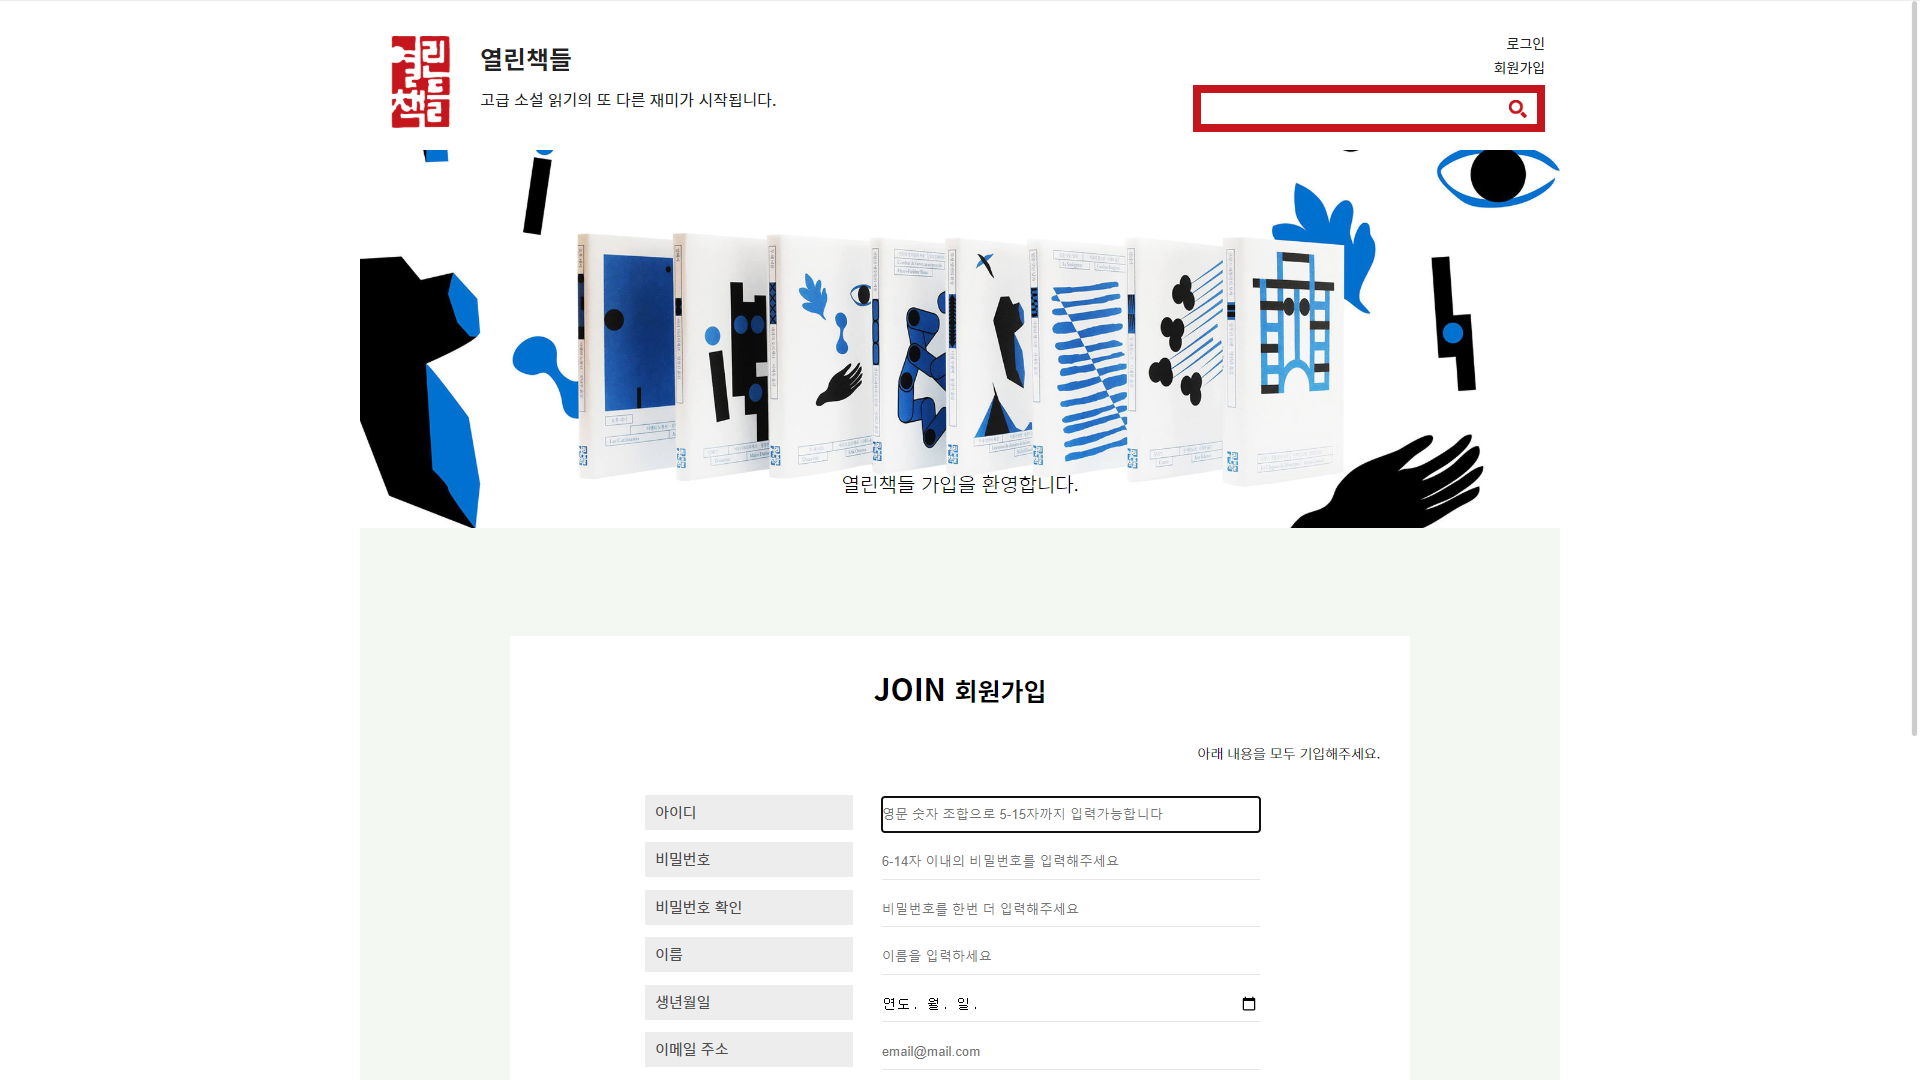 열린책들
열린책들
고급 소설 읽기의 또 다른 재미가 시작됩니다.
로그인
회원가입
열린책들 가입을 환영합니다.
JOIN 회원가입
아래 내용을 모두 기입해주세요.
아이디
영문 숫자 조합으로 5-15자까지 입력가능합니다
비밀번호
6-14자 이내의 비밀번호를 입력해주세요
비밀번호 확인
비밀번호를 한번 더 입력해주세요
이름
이름을 입력하세요
생년월일
연도. 월. 일.
이메일 주소
email@mail.com